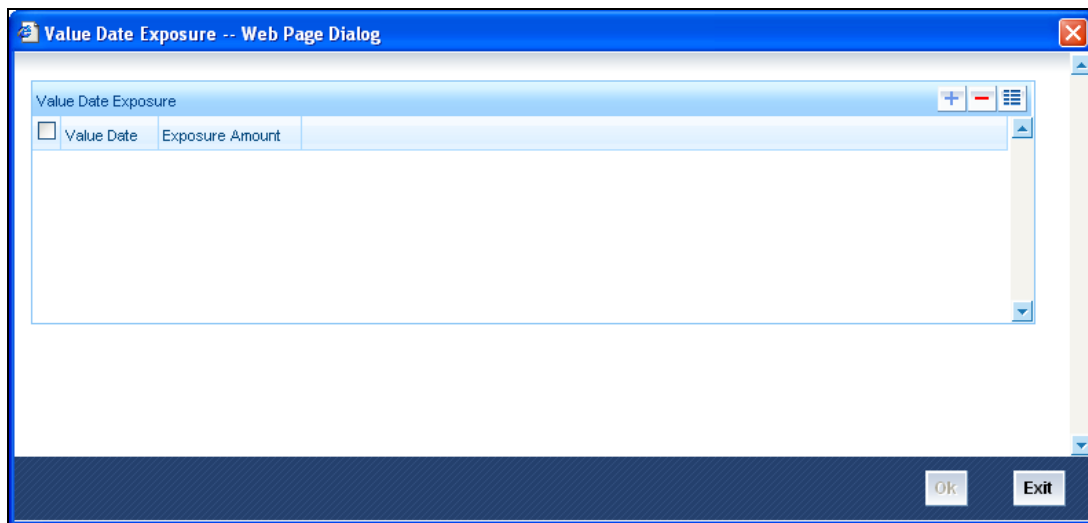 Value Date Exposure -- Web Page Dialog
Value Date Exposure
Value Date Exposure Amount
Ok Exit